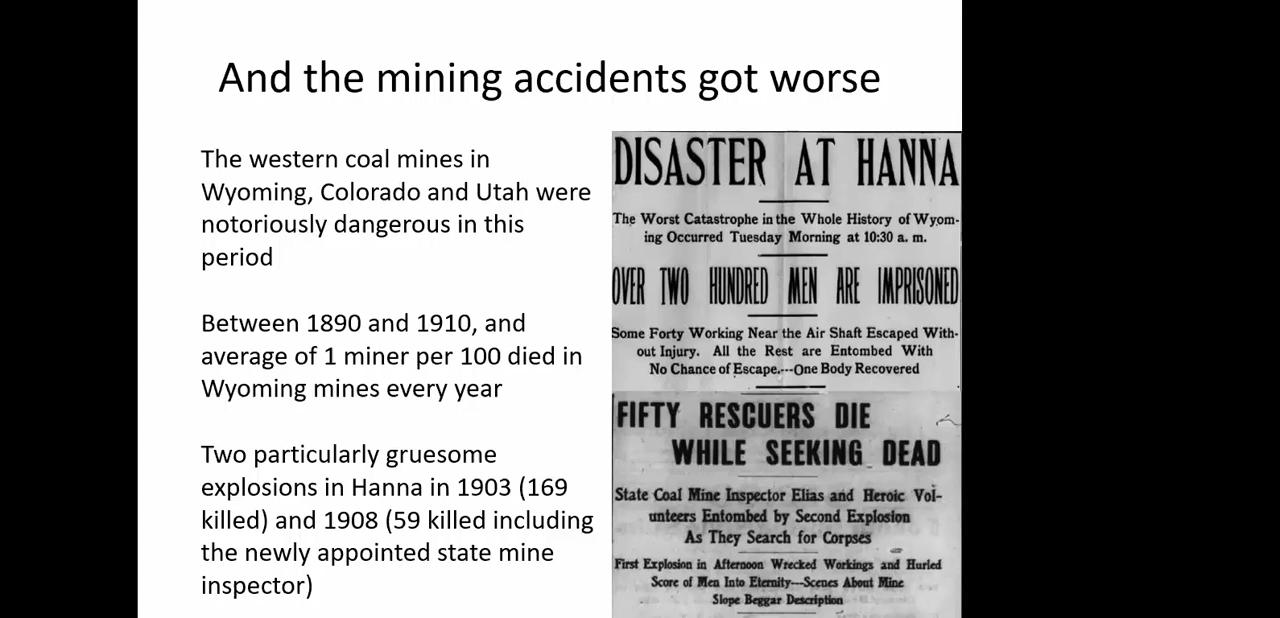 And the mining accidents got worse
The western coal mines in
Wyoming, Colorado and Utah were
notoriously dangerous in this
period
Between 1890 and 1910, and
average of 1 miner per 100 died in
Wyoming mines every year
Two particularly gruesome
explosions in Hanna in 1903 (169
killed) and 1908 (59 killed including
the newly appointed state mine
inspector)
DISASTER AT HANNA
The Worst Catastrophe in the Whole History of Wyom-
ing Occurred Tuesday Morning at 10:30 a. m.
OVER TWO HUNDRED MEN ARE IMPRISONED
Some Forty Working Near the Air Shaft Escaped With-
out Injury. All the Rest are Entombed With
No Chance of Escape.---One Body Recovered
FIFTY RESCUERS DIE
WHILE SEEKING DEAD
State Coal Mine Inspector Elias and Heroic Vol-
unteers Entombed by Second Explosion
As They Search for Corpses
First Explosion in Afternoon Wrecked Workings and Hurled
Score of Men Into Eternity---Scenes About Mine
Slope Beggar Description